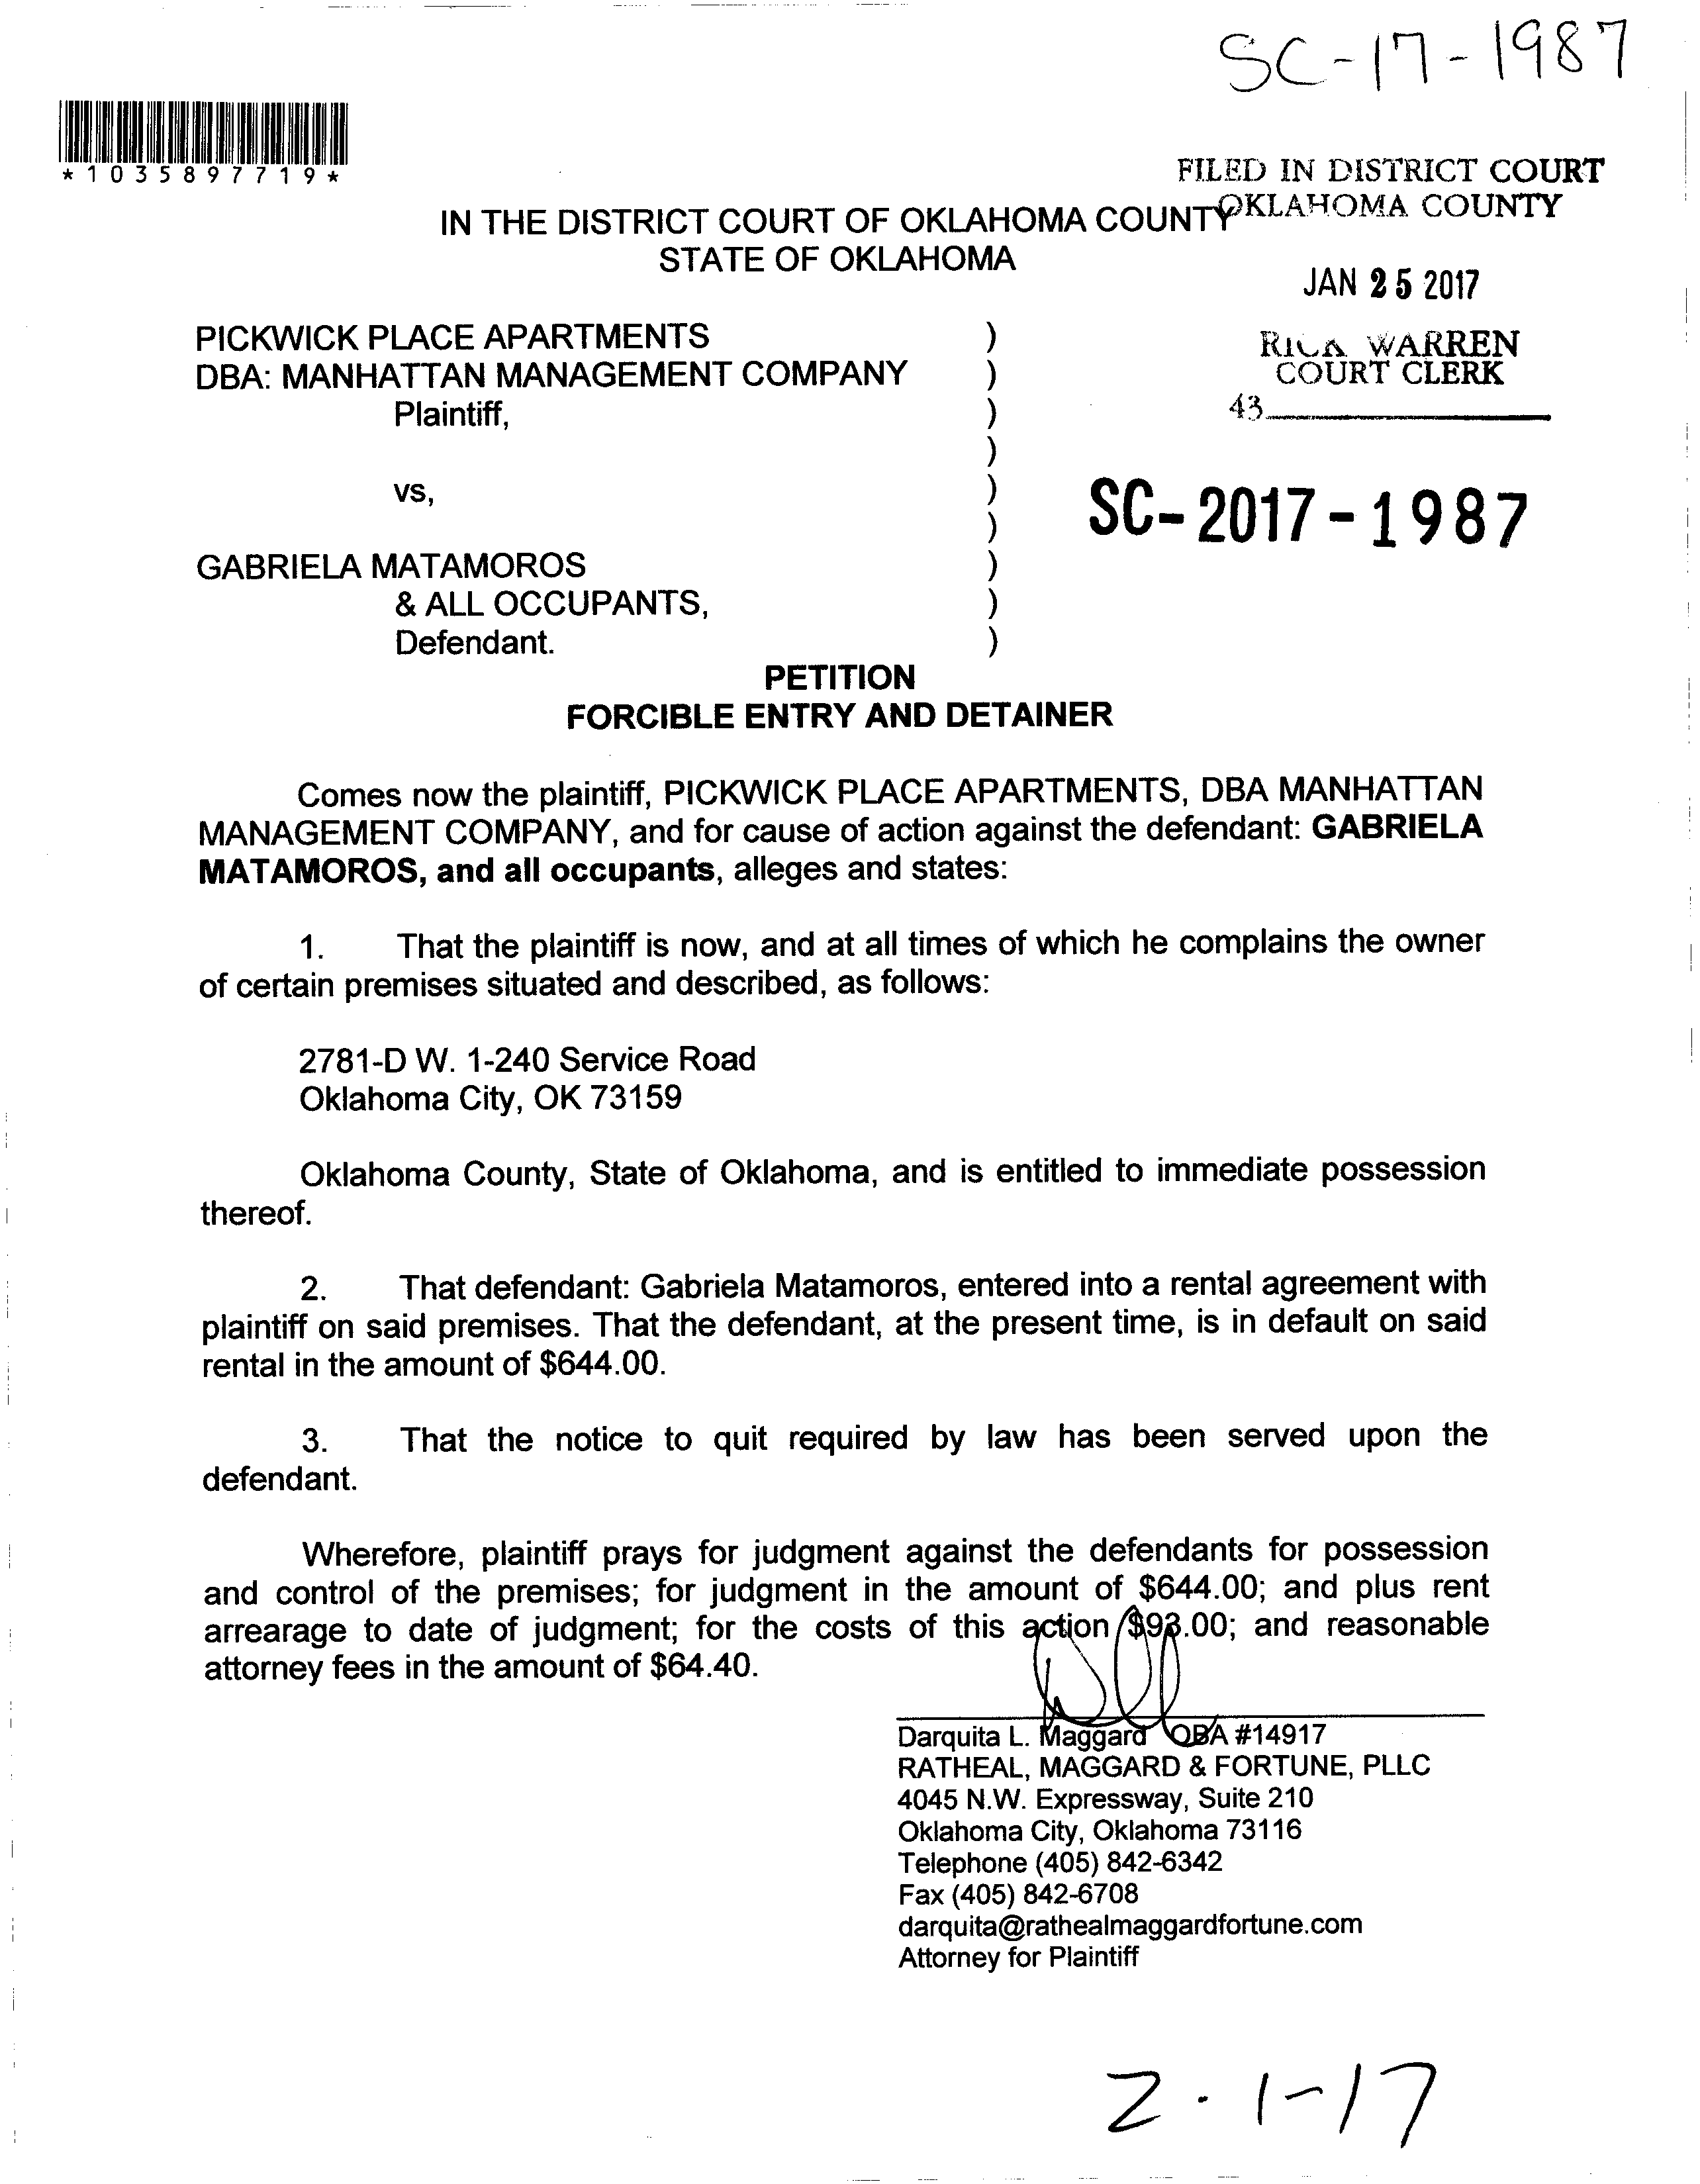 SC-17-1987
*1035897719*
FILED IN DISTRICT COURT
OKLAHOMA COUNTY
IN THE DISTRICT COURT OF OKLAHOMA COUNTY
STATE OF OKLAHOMA
JAN 25 2017
PICKWICK PLACE APARTMENTS )
RICK WARREN
DBA: MANHATTAN MANAGEMENT COMPANY )
COURT CLERK
Plaintiff, )
43
)
vs, )
SC-2017-1987
)
GABRIELA MATAMOROS )
& ALL OCCUPANTS, )
Defendant. )
PETITION
FORCIBLE ENTRY AND DETAINER
Comes now the plaintiff, PICKWICK PLACE APARTMENTS, DBA MANHATTAN
MANAGEMENT COMPANY, and for cause of action against the defendant: GABRIELA
MATAMOROS, and all occupants, alleges and states:
1. That the plaintiff is now, and at all times of which he complains the owner
of certain premises situated and described, as follows:
2781-D W. 1-240 Service Road
Oklahoma City, OK 73159
Oklahoma County, State of Oklahoma, and is entitled to immediate possession
thereof.
2. That defendant: Gabriela Matamoros, entered into a rental agreement with
plaintiff on said premises. That the defendant, at the present time, is in default on said
rental in the amount of $644.00.
3. That the notice to quit required by law has been served upon the
defendant.
Wherefore, plaintiff prays for judgment against the defendants for possession
and control of the premises; for judgment in the amount of $644.00; and plus rent
arrearage to date of judgment; for the costs of this action $93.00; and reasonable
attorney fees in the amount of $64.40.
Darquita L. Maggard OBA #14917
RATHEAL, MAGGARD & FORTUNE, PLLC
4045 N.W. Expressway, Suite 210
Oklahoma City, Oklahoma 73116
Telephone (405) 842-6342
Fax (405) 842-6708
darquita@rathealmaggardfortune.com
Attorney for Plaintiff
2-1-17